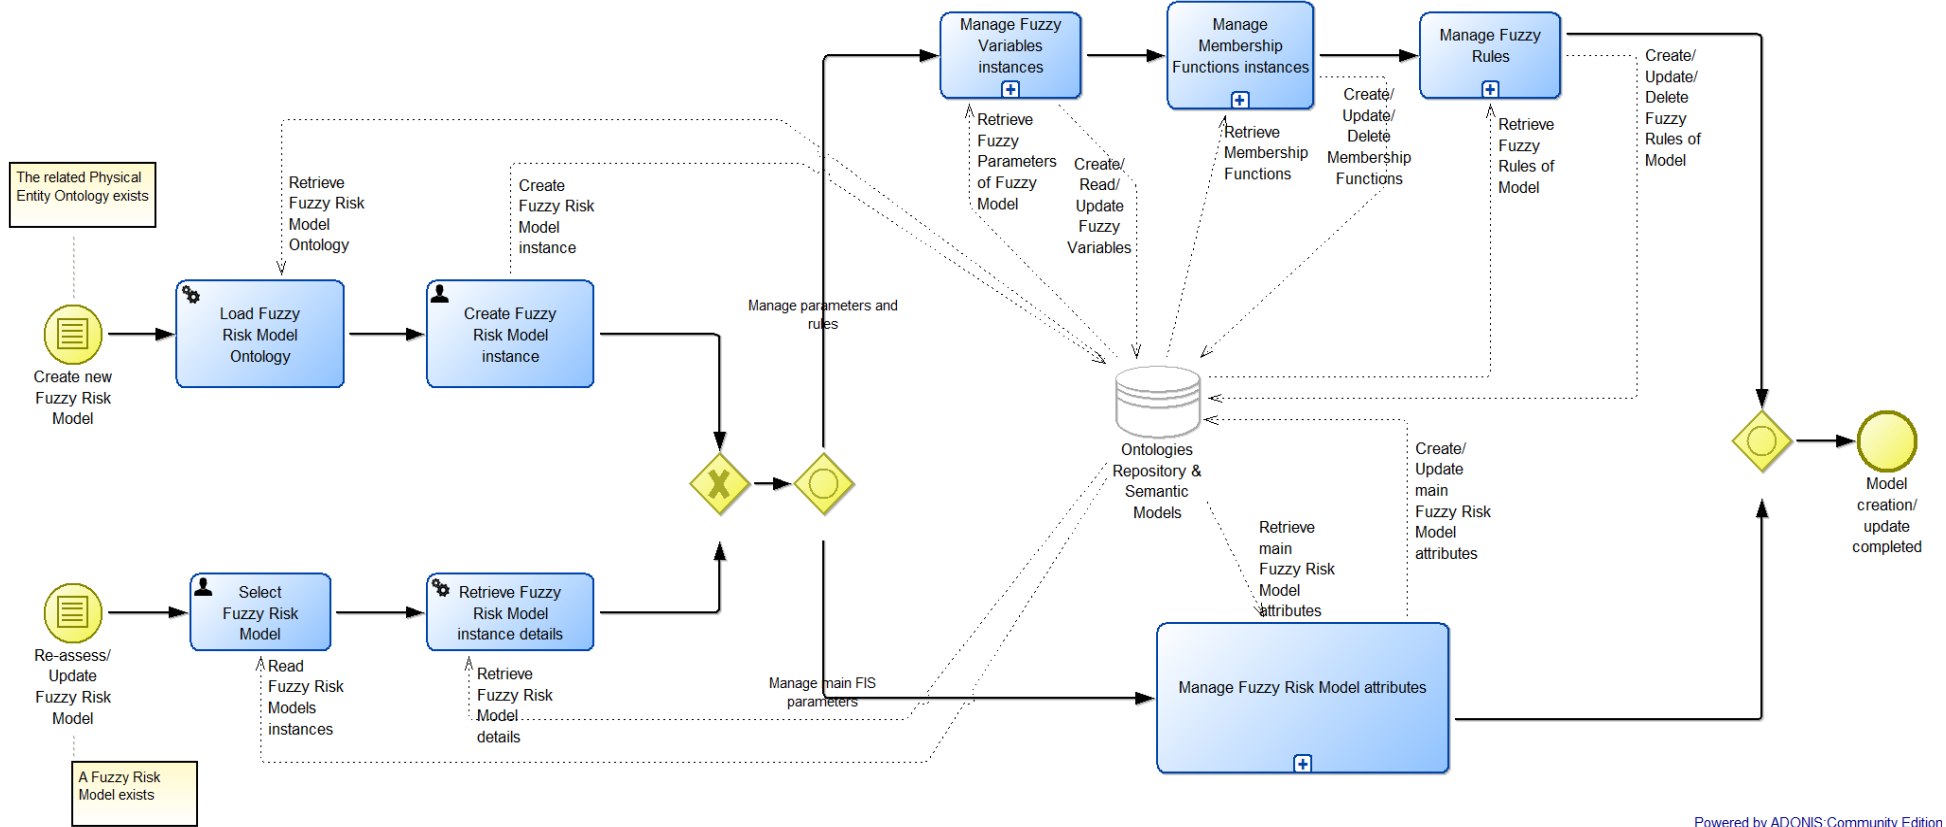 Manage Fuzzy
Variables
instances
Manage
Membership
Functions instances
Manage Fuzzy
Rules
Create/
Update/
Delete
Fuzzy
Rules of
Model
Create/
Update/
Delete
Membership
Functions
Retrieve
Fuzzy
Parameters
of Fuzzy
Model
Create/
Read/
Update
Fuzzy
Variables
Retrieve
Membership
Functions
Retrieve
Fuzzy
Rules of
Model
The related Physical
Entity Ontology exists
Retrieve
Fuzzy Risk
Model
Ontology
Create
Fuzzy Risk
Model
instance
Load Fuzzy
Risk Model
Ontology
Create Fuzzy
Risk Model
instance
Manage parameters and
rules
Create new
Fuzzy Risk
Model
Ontologies
Repository &
Semantic
Models
Create/
Update
main
Fuzzy Risk
Model
attributes
Model
creation/
update
completed
Retrieve
main
Fuzzy Risk
Model
attributes
Select
Fuzzy Risk
Model
Retrieve Fuzzy
Risk Model
instance details
Re-assess/
Update
Fuzzy Risk
Model
Read
Fuzzy Risk
Models
instances
Retrieve
Fuzzy Risk
Model
details
Manage main FIS
parameters
Manage Fuzzy Risk Model attributes
A Fuzzy Risk
Model exists
Powered by ADONIS:Community Edition